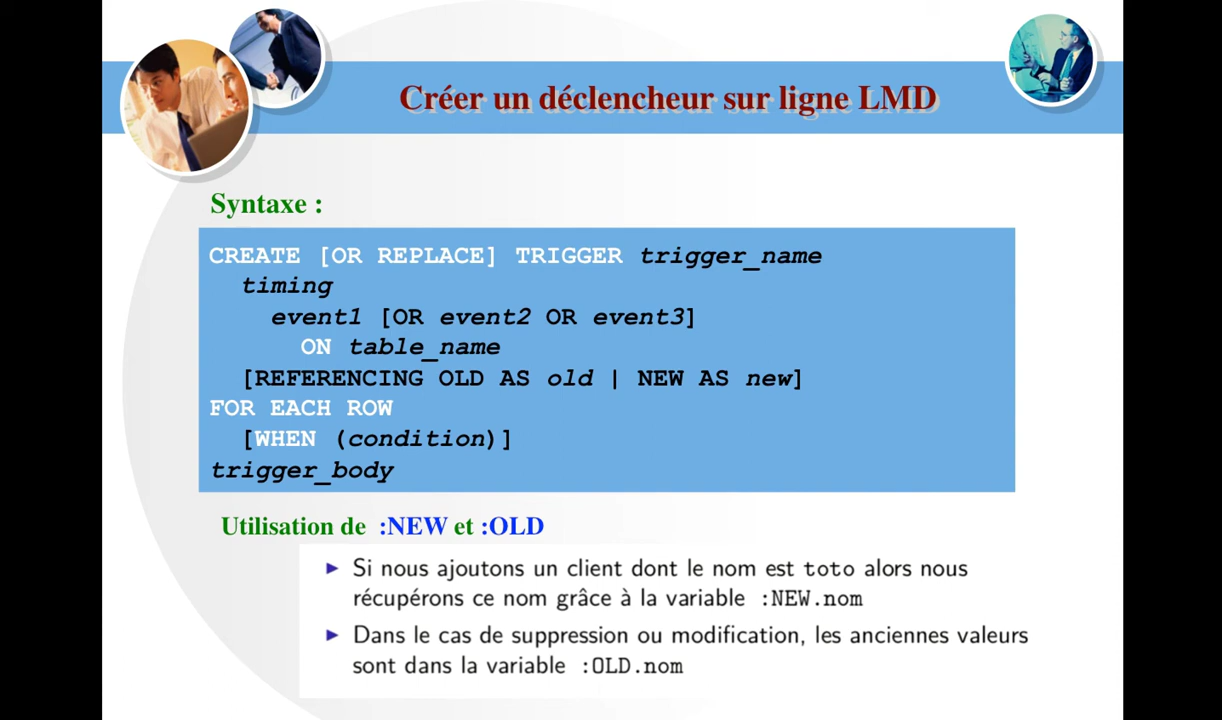 Créer un déclencheur sur ligne LMD
Syntaxe :
CREATE [OR REPLACE] TRIGGER trigger_name
timing
event1 [OR event2 OR event3]
ON table_name
[REFERENCING OLD AS old | NEW AS new]
FOR EACH ROW
[WHEN (condition)]
trigger_body
Utilisation de :NEW et :OLD
► Si nous ajoutons un client dont le nom est toto alors nous
récupérons ce nom grâce à la variable :NEW.nom
► Dans le cas de suppression ou modification, les anciennes valeurs
sont dans la variable :OLD.nom